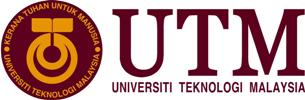 KERANA TUHAN UNTUK MANUSIA
UNIVERSITI TEKNOLOGI MALAYSIA
UTM
UNIVERSITI TEKNOLOGI MALAYSIA